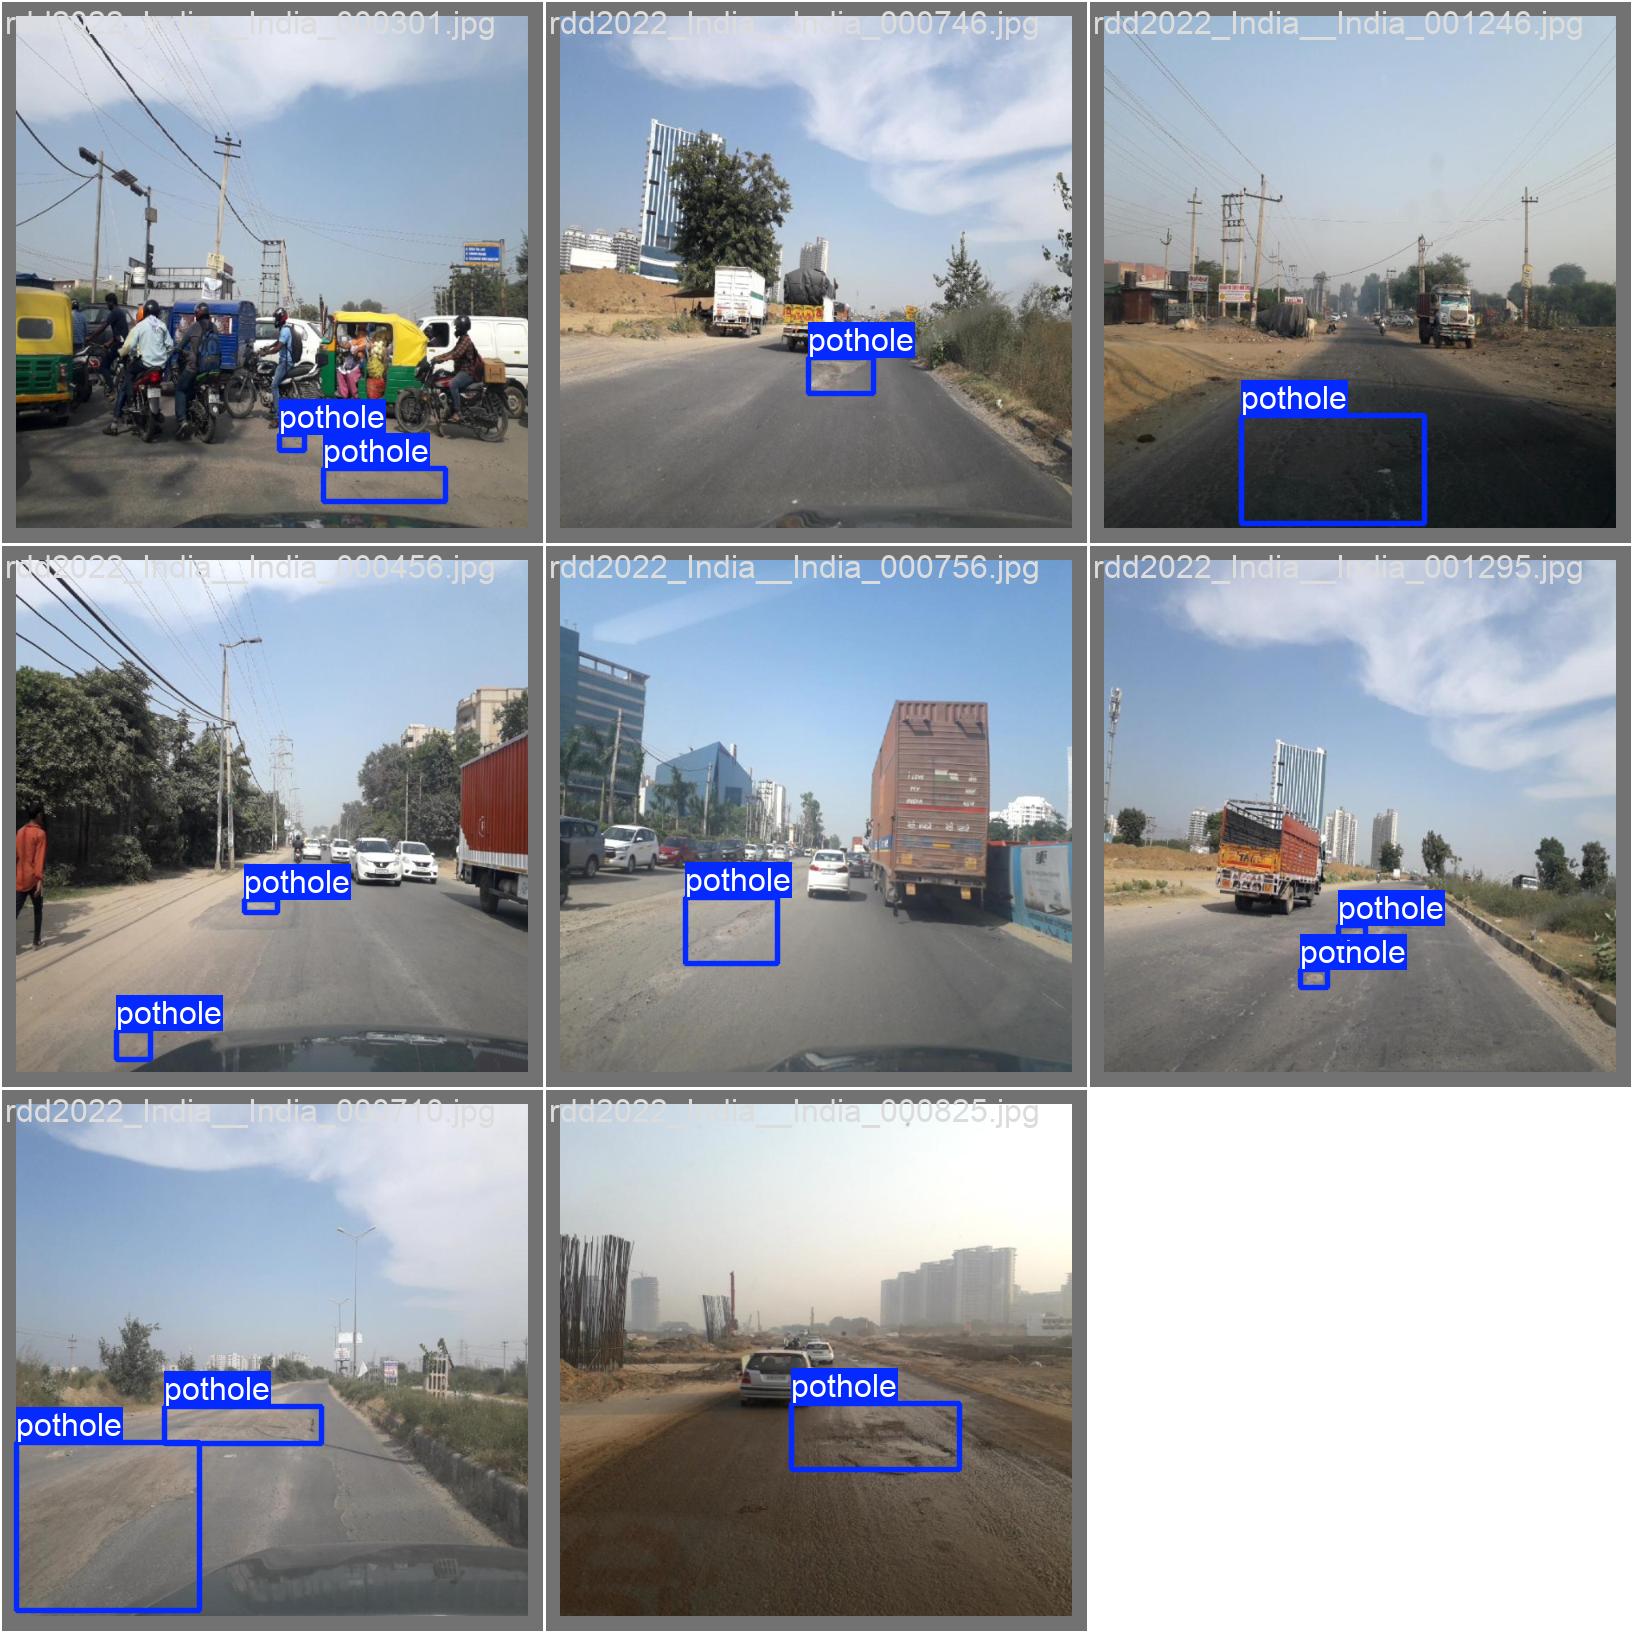 rdd2022_India__India_000301.jpg
rdd2022_India__India_000746.jpg
rdd2022_India__India_001246.jpg
pothole
pothole
pothole
pothole
rdd2022_India__India_000456.jpg
rdd2022_India__India_000756.jpg
rdd2022_India__India_001295.jpg
pothole
pothole
pothole
pothole
pothole
rdd2022_India__India_000710.jpg
rdd2022_India__India_000825.jpg
pothole
pothole
pothole